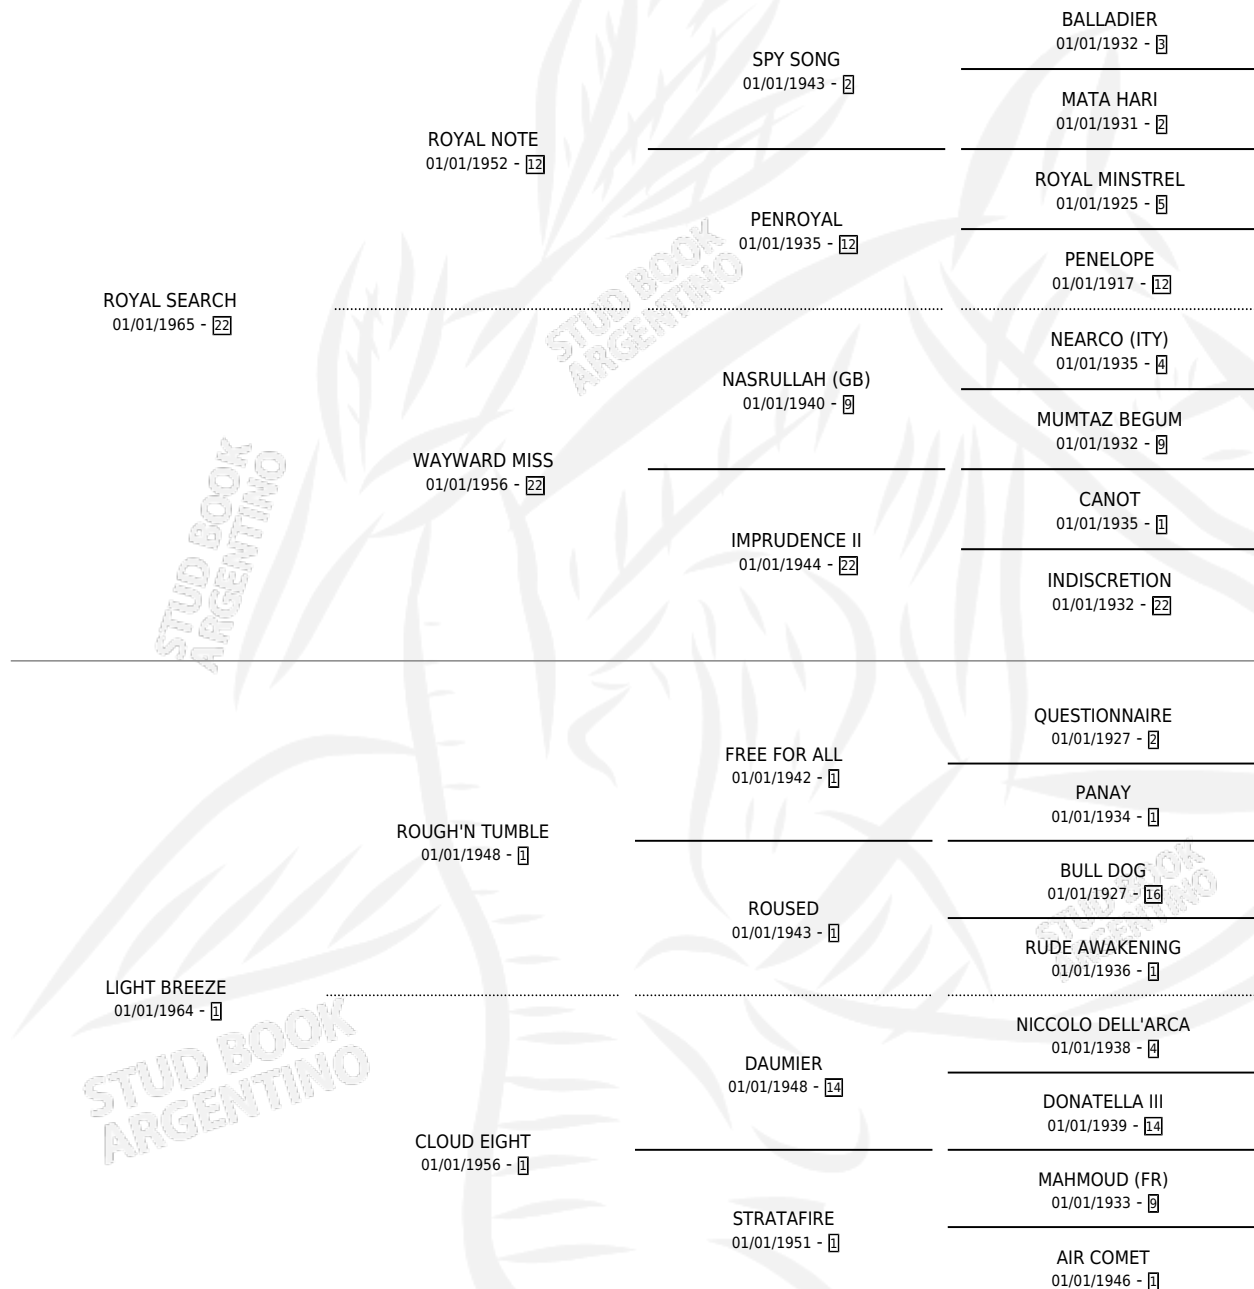 BALLADIER
01/01/1932 - 3
SPY SONG
01/01/1943 - 2
MATA HARI
01/01/1931 - 2
ROYAL NOTE
01/01/1952 - 12
ROYAL MINSTREL
01/01/1925 - 5
PENROYAL
01/01/1935 - 12
PENELOPE
01/01/1917 - 12
ROYAL SEARCH
01/01/1965 - 22
NEARCO (ITY)
01/01/1935 - 4
NASRULLAH (GB)
01/01/1940 - 9
MUMTAZ BEGUM
01/01/1932 - 9
WAYWARD MISS
01/01/1956 - 22
CANOT
01/01/1935 - 1
IMPRUDENCE II
01/01/1944 - 22
INDISCRETION
01/01/1932 - 22
QUESTIONNAIRE
01/01/1927 - 2
FREE FOR ALL
01/01/1942 - 1
PANAY
01/01/1934 - 1
ROUGH'N TUMBLE
01/01/1948 - 1
BULL DOG
01/01/1927 - 16
ROUSED
01/01/1943 - 1
RUDE AWAKENING
01/01/1936 - 1
LIGHT BREEZE
01/01/1964 - 1
NICCOLO DELL'ARCA
01/01/1938 - 4
DAUMIER
01/01/1948 - 14
DONATELLA III
01/01/1939 - 14
CLOUD EIGHT
01/01/1956 - 1
MAHMOUD (FR)
01/01/1933 - 9
STRATAFIRE
01/01/1951 - 1
AIR COMET
01/01/1946 - 1
STUD BOOK
ARGENTINO
STUD BOOK
ARGENTINO
STUD BOOK
ARGENTINO
STUD BOOK
ARGENTINO